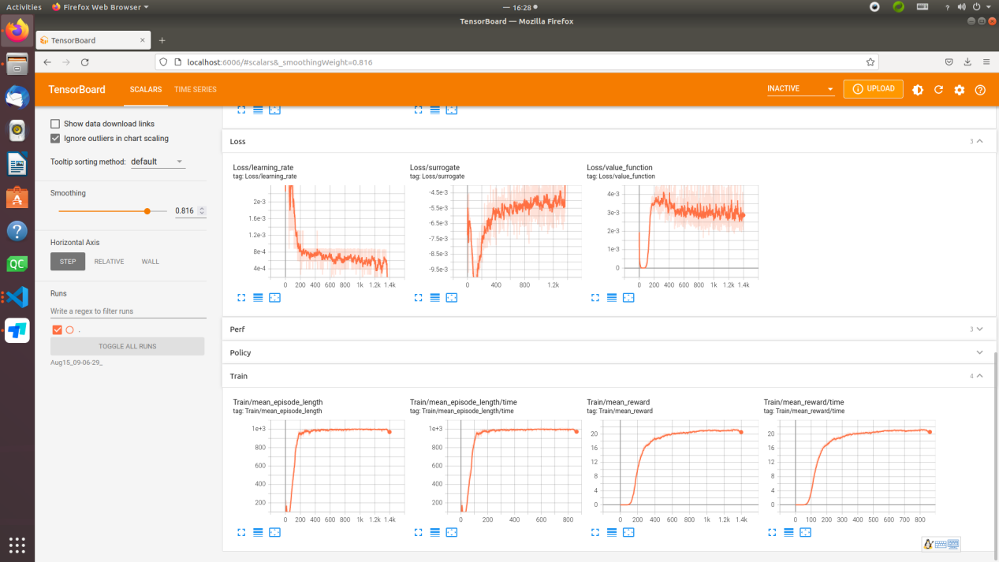 Activities Firefox Web Browser 16:28
TensorBoard — Mozilla Firefox
TensorBoard
localhost:6006/#scalars&_smoothingWeight=0.816
TensorBoard SCALARS TIME SERIES INACTIVE UPLOAD
Show data download links
Ignore outliers in chart scaling
Tooltip sorting method: default
Smoothing
0.816
Horizontal Axis
STEP RELATIVE WALL
Runs
Write a regex to filter runs
.
TOGGLE ALL RUNS
Aug15_09-06-29_
Loss 3
Loss/learning_rate
tag: Loss/learning_rate
2e-3
1.6e-3
1.2e-3
8e-4
4e-4
0 200 400 600 800 1k 1.2k 1.4k
Loss/surrogate
tag: Loss/surrogate
-4.5e-3
-5.5e-3
-6.5e-3
-7.5e-3
-8.5e-3
-9.5e-3
0 400 800 1.2k
Loss/value_function
tag: Loss/value_function
4e-3
3e-3
2e-3
1e-3
0
0 200 400 600 800 1k 1.2k 1.4k
Perf 3
Policy
Train 4
Train/mean_episode_length
tag: Train/mean_episode_length
1e+3
800
600
400
200
0 200 400 600 800 1k 1.2k 1.4k
Train/mean_episode_length/time
tag: Train/mean_episode_length/time
1e+3
800
600
400
200
0 200 400 600 800
Train/mean_reward
tag: Train/mean_reward
20
16
12
8
4
0
0 200 400 600 800 1k 1.2k 1.4k
Train/mean_reward/time
tag: Train/mean_reward/time
20
16
12
8
4
0
0 100 200 300 400 500 600 700 800
QC